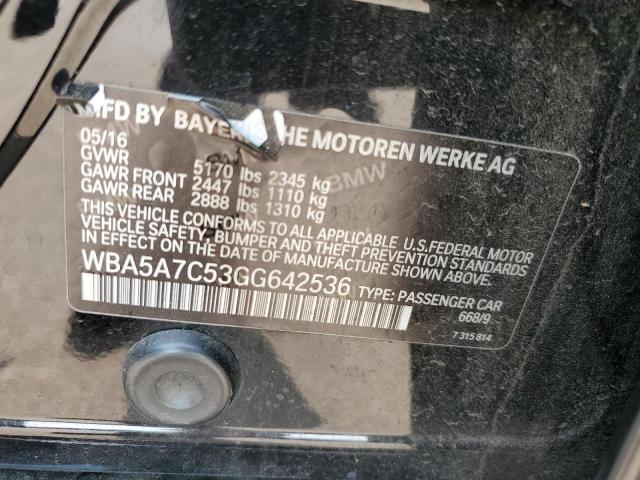 MFD BY BAYERISCHE MOTOREN WERKE AG
05/16
GVWR 5170 lbs 2345 kg
GAWR FRONT 2447 lbs 1110 kg
GAWR REAR 2888 lbs 1310 kg
THIS VEHICLE CONFORMS TO ALL APPLICABLE U.S.FEDERAL MOTOR
VEHICLE SAFETY, BUMPER AND THEFT PREVENTION STANDARDS
IN EFFECT ON THE DATE OF MANUFACTURE SHOWN ABOVE.
WBA5A7C53GG642536 TYPE: PASSENGER CAR
668/9
7 315 814
BMW